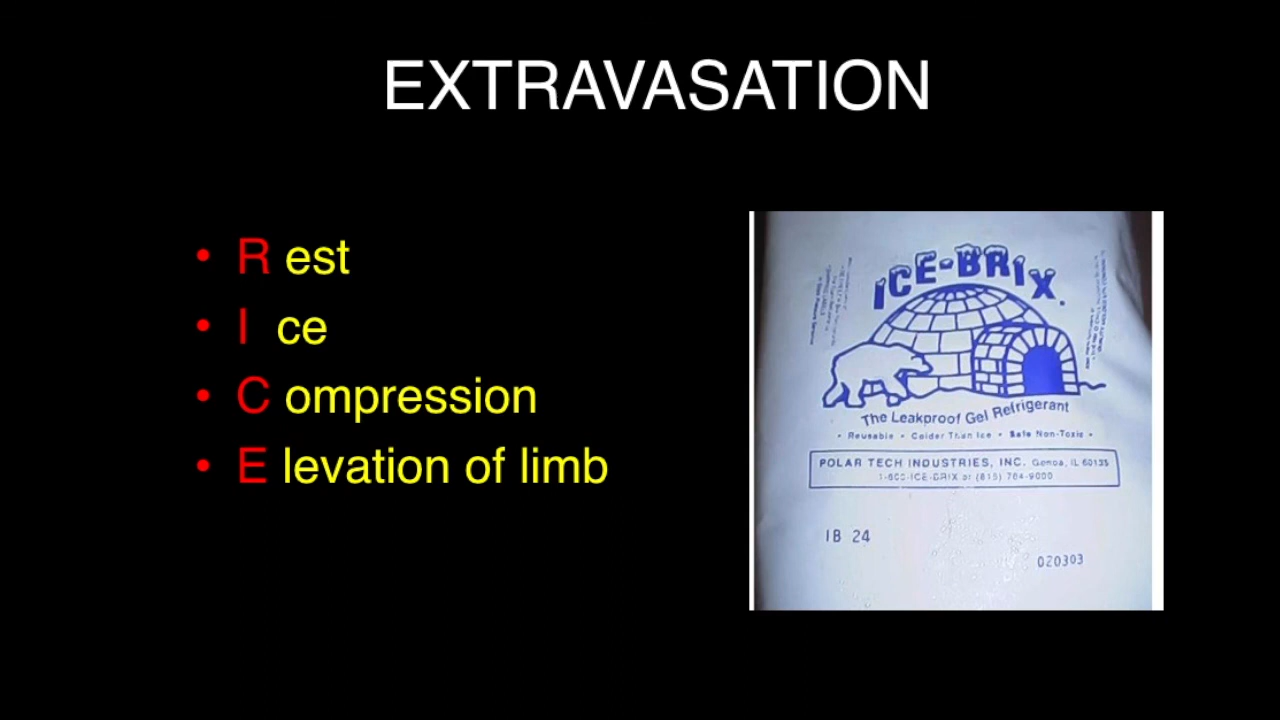 EXTRAVASATION
• R est
• I ce
• C ompression
• E levation of limb
ICE-BRIX.
The Leakproof Gel Refrigerant
• Reusable • Colder Than Ice • Safe Non-Toxic •
POLAR TECH INDUSTRIES, INC. Genoa, IL 60135
1-800-ICE-BRIX or (815) 784-9000
IB 24
020303